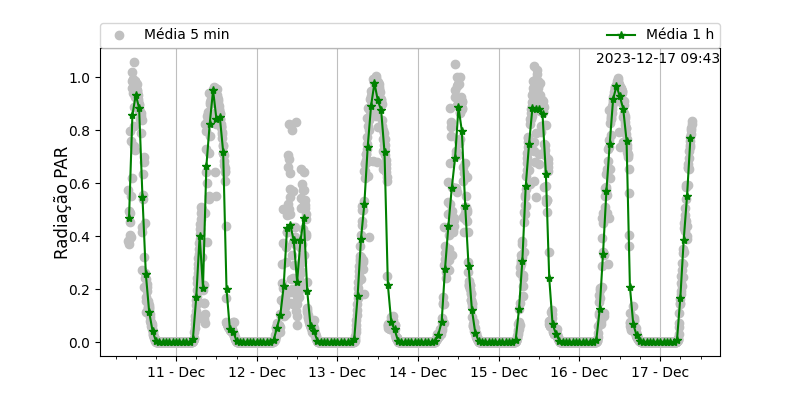 Média 5 min
Média 1 h
2023-12-17 09:43
Radiação PAR
1.0
0.8
0.6
0.4
0.2
0.0
11 - Dec
12 - Dec
13 - Dec
14 - Dec
15 - Dec
16 - Dec
17 - Dec